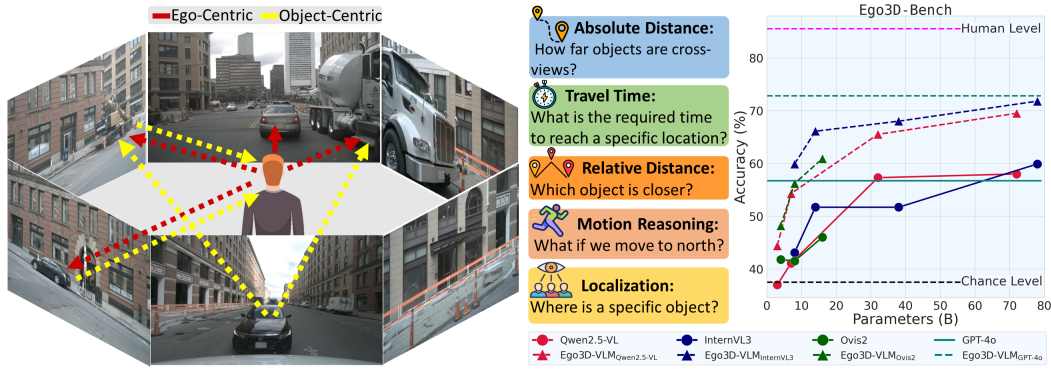 Ego-Centric
Object-Centric
Absolute Distance:
How far objects are cross-
views?
Travel Time:
What is the required time
to reach a specific location?
Relative Distance:
Which object is closer?
Motion Reasoning:
What if we move to north?
Localization:
Where is a specific object?
Ego3D-Bench
Human Level
Chance Level
Accuracy (%)
80
70
60
50
40
0 10 20 30 40 50 60 70 80
Parameters (B)
Qwen2.5-VL InternVL3 Ovis2 GPT-4o
Ego3D-VLMQwen2.5-VL Ego3D-VLMInternVL3 Ego3D-VLMOvis2 Ego3D-VLMGPT-4o